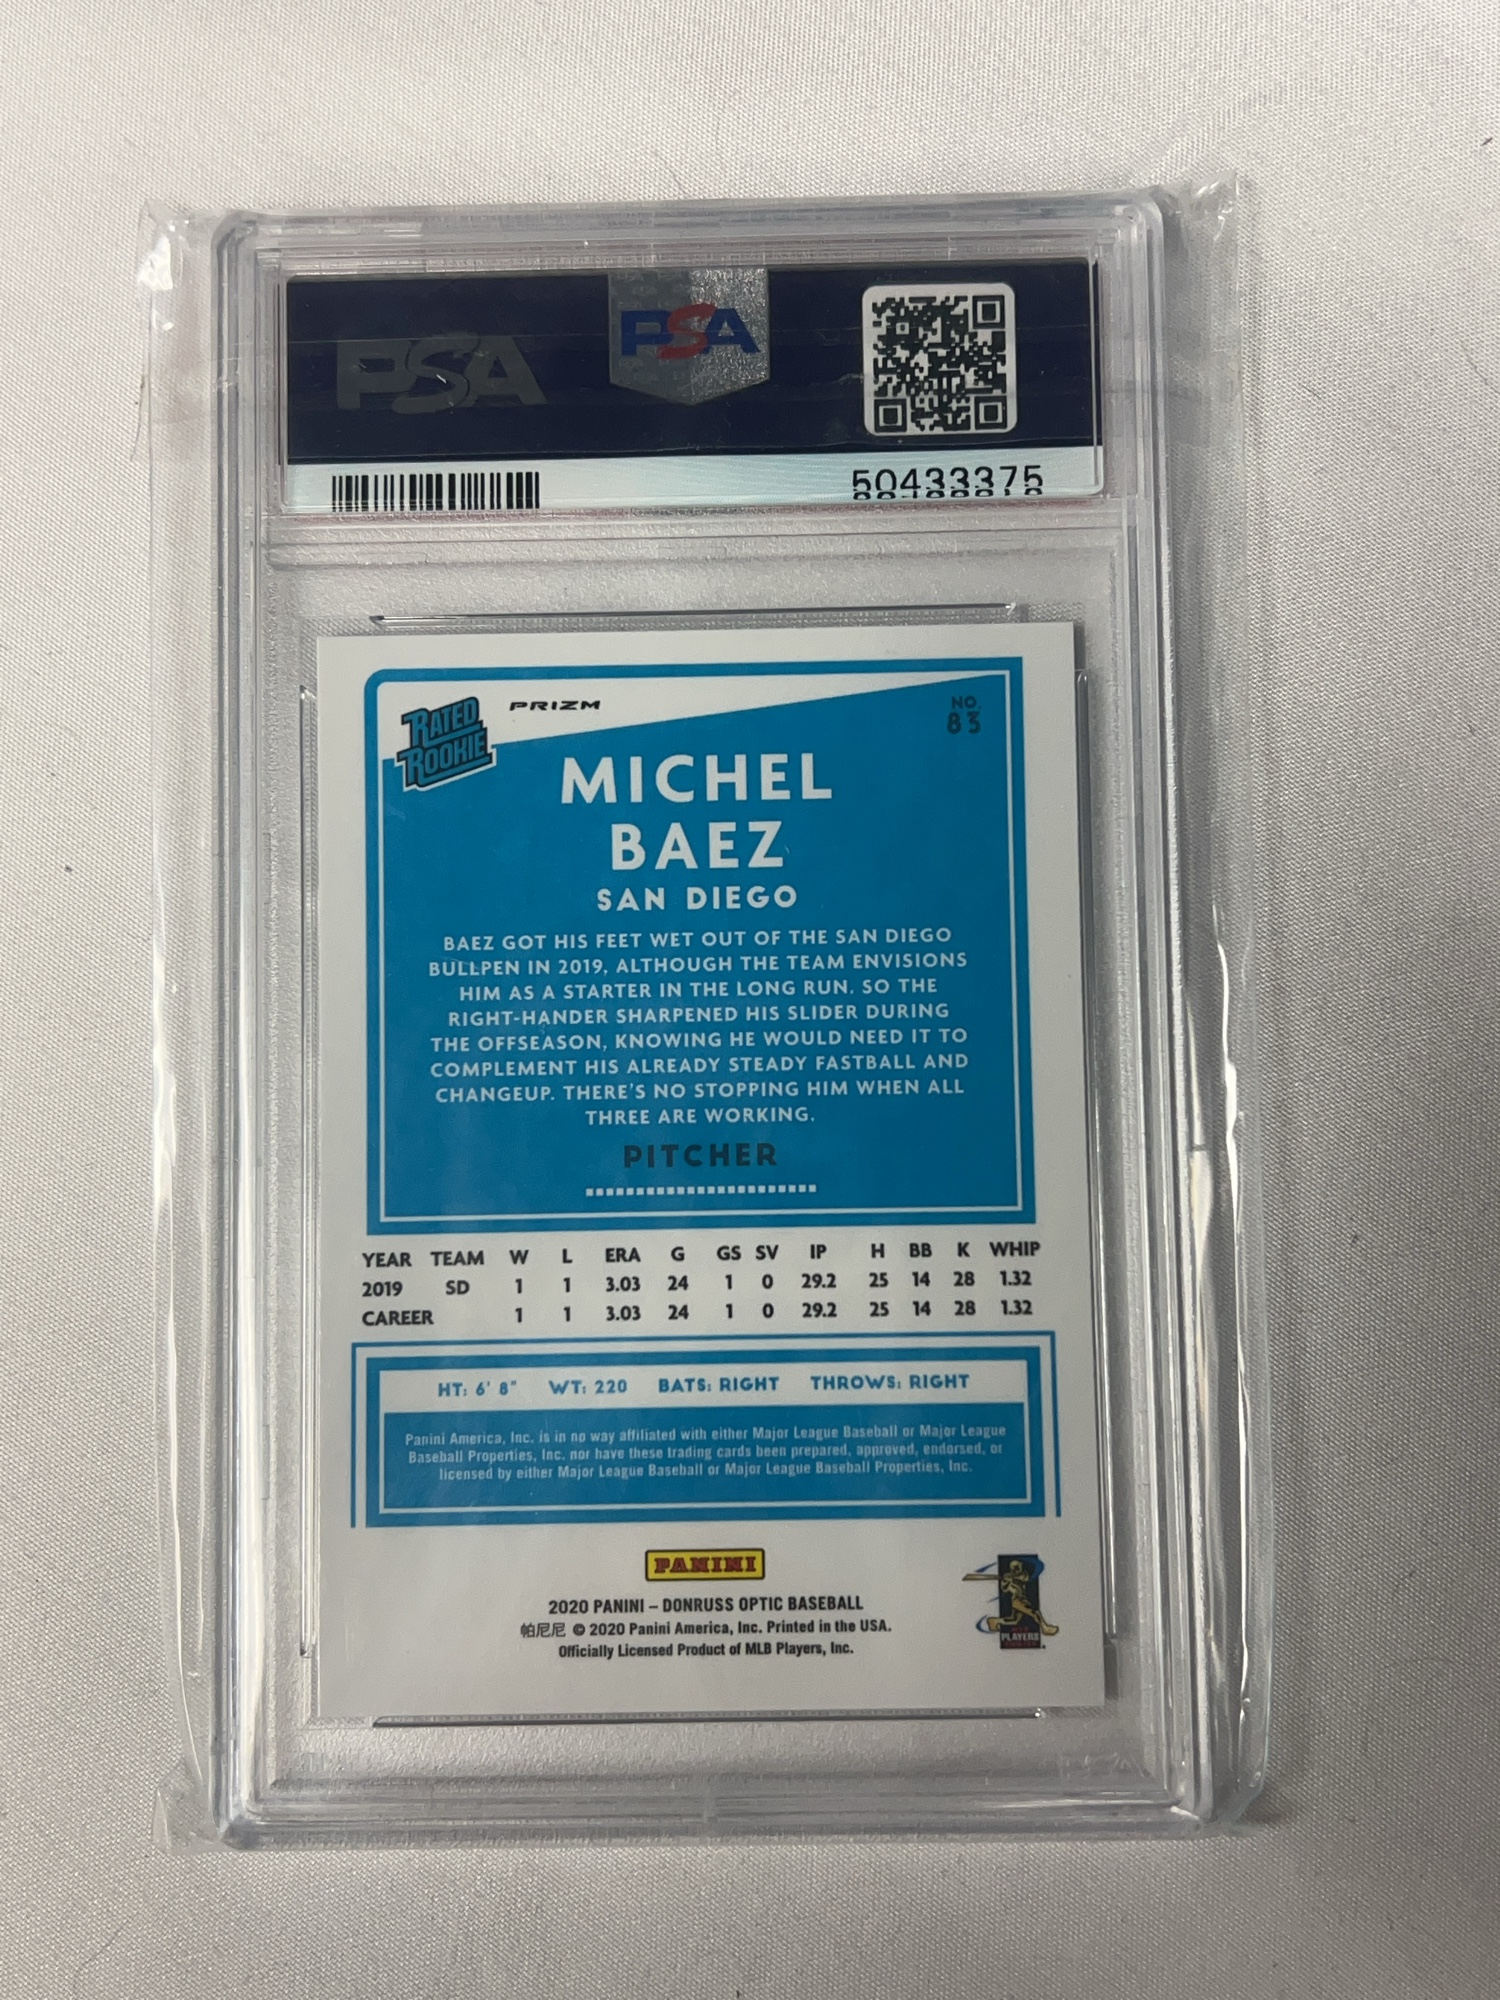 PSA
PSA
50433375
RATED
ROOKIE
PRIZM
NO.
83
MICHEL
BAEZ
SAN DIEGO
BAEZ GOT HIS FEET WET OUT OF THE SAN DIEGO
BULLPEN IN 2019, ALTHOUGH THE TEAM ENVISIONS
HIM AS A STARTER IN THE LONG RUN. SO THE
RIGHT-HANDER SHARPENED HIS SLIDER DURING
THE OFFSEASON, KNOWING HE WOULD NEED IT TO
COMPLEMENT HIS ALREADY STEADY FASTBALL AND
CHANGEUP. THERE'S NO STOPPING HIM WHEN ALL
THREE ARE WORKING.
PITCHER
YEAR TEAM W L ERA G GS SV IP H BB K WHIP
2019 SD 1 1 3.03 24 1 0 29.2 25 14 28 1.32
CAREER 1 1 3.03 24 1 0 29.2 25 14 28 1.32
HT: 6' 8" WT: 220 BATS: RIGHT THROWS: RIGHT
Panini America, Inc. is in no way affiliated with either Major League Baseball or Major League
Baseball Properties, Inc. nor have these trading cards been prepared, approved, endorsed, or
licensed by either Major League Baseball or Major League Baseball Properties, Inc.
PANINI
2020 PANINI – DONRUSS OPTIC BASEBALL
帕尼尼 © 2020 Panini America, Inc. Printed in the USA.
Officially Licensed Product of MLB Players, Inc.
PLAYERS